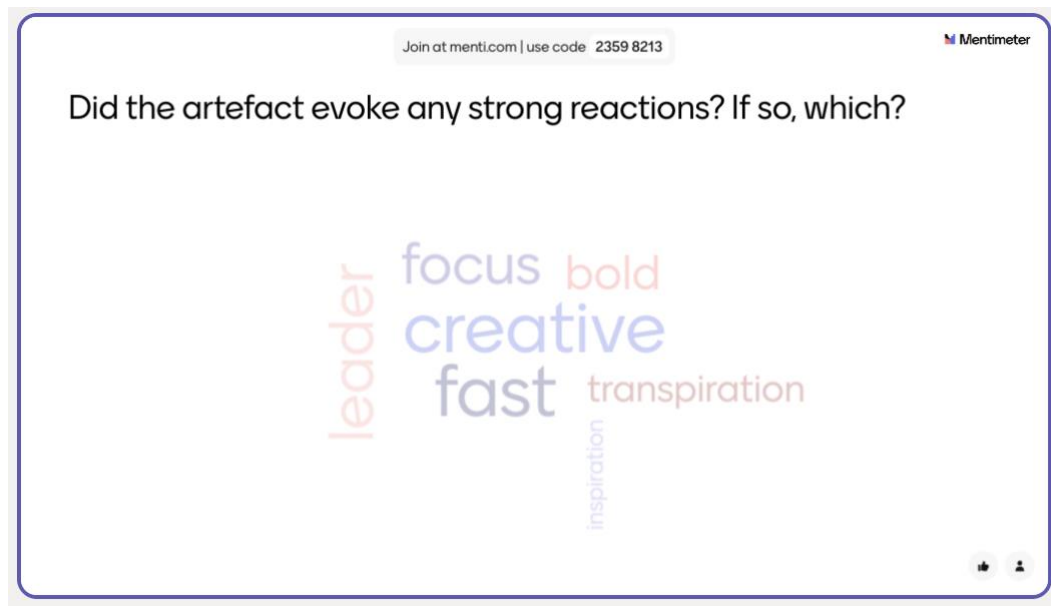 Join at menti.com | use code 2359 8213
Mentimeter
Did the artefact evoke any strong reactions? If so, which?
leader
focus
bold
creative
fast
transpiration
inspiration